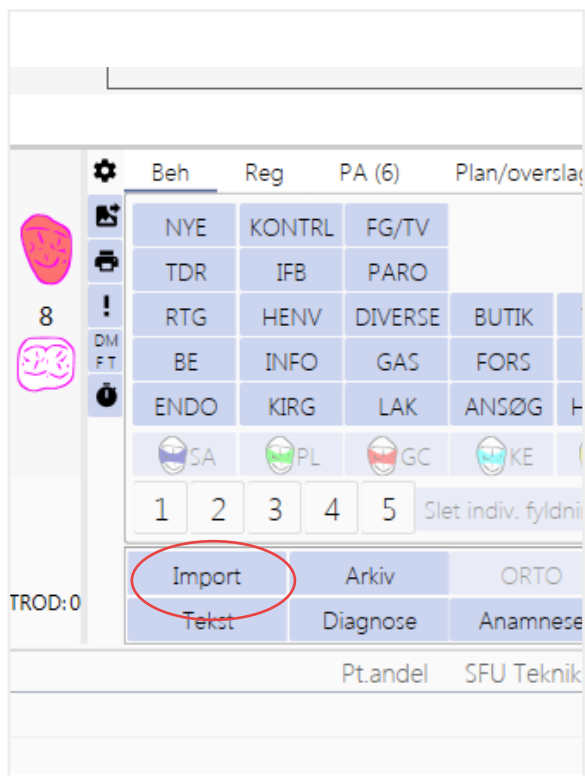 Beh Reg PA (6) Plan/overslag
NYE KONTRL FG/TV
TDR IFB PARO
8 ! RTG HENV DIVERSE BUTIK
DM
FT BE INFO GAS FORS
ENDO KIRG LAK ANSØG H
SA PL GC KE
1 2 3 4 5 Slet indiv. fyldni
Import Arkiv ORTO
TROD:0
Tekst Diagnose Anamnese
Pt.andel SFU Teknik